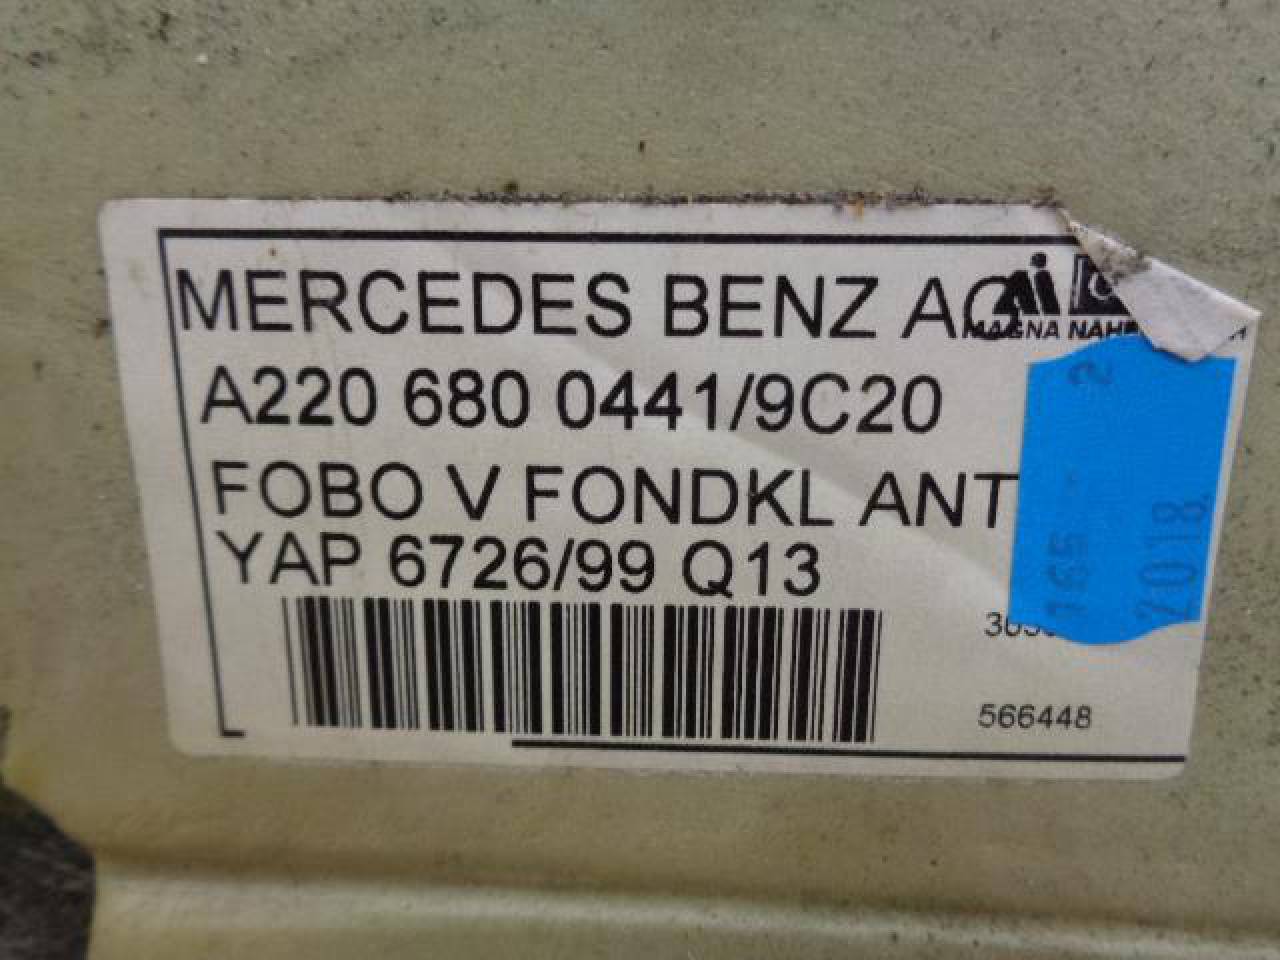 MERCEDES BENZ AG
MAGNA
A220 680 0441/9C20
FOBO V FONDKL ANT
YAP 6726/99 Q13
566448
2018